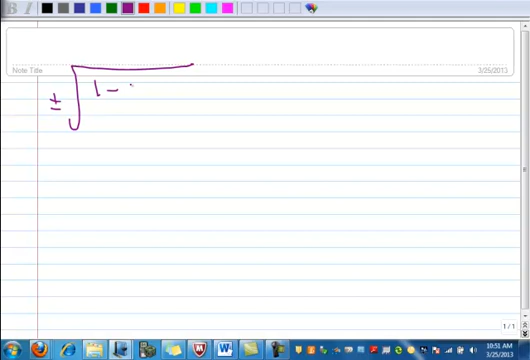 B I
Note Title
3/25/2013
± √ 1 -
1 / 1
10:51 AM
3/25/2013